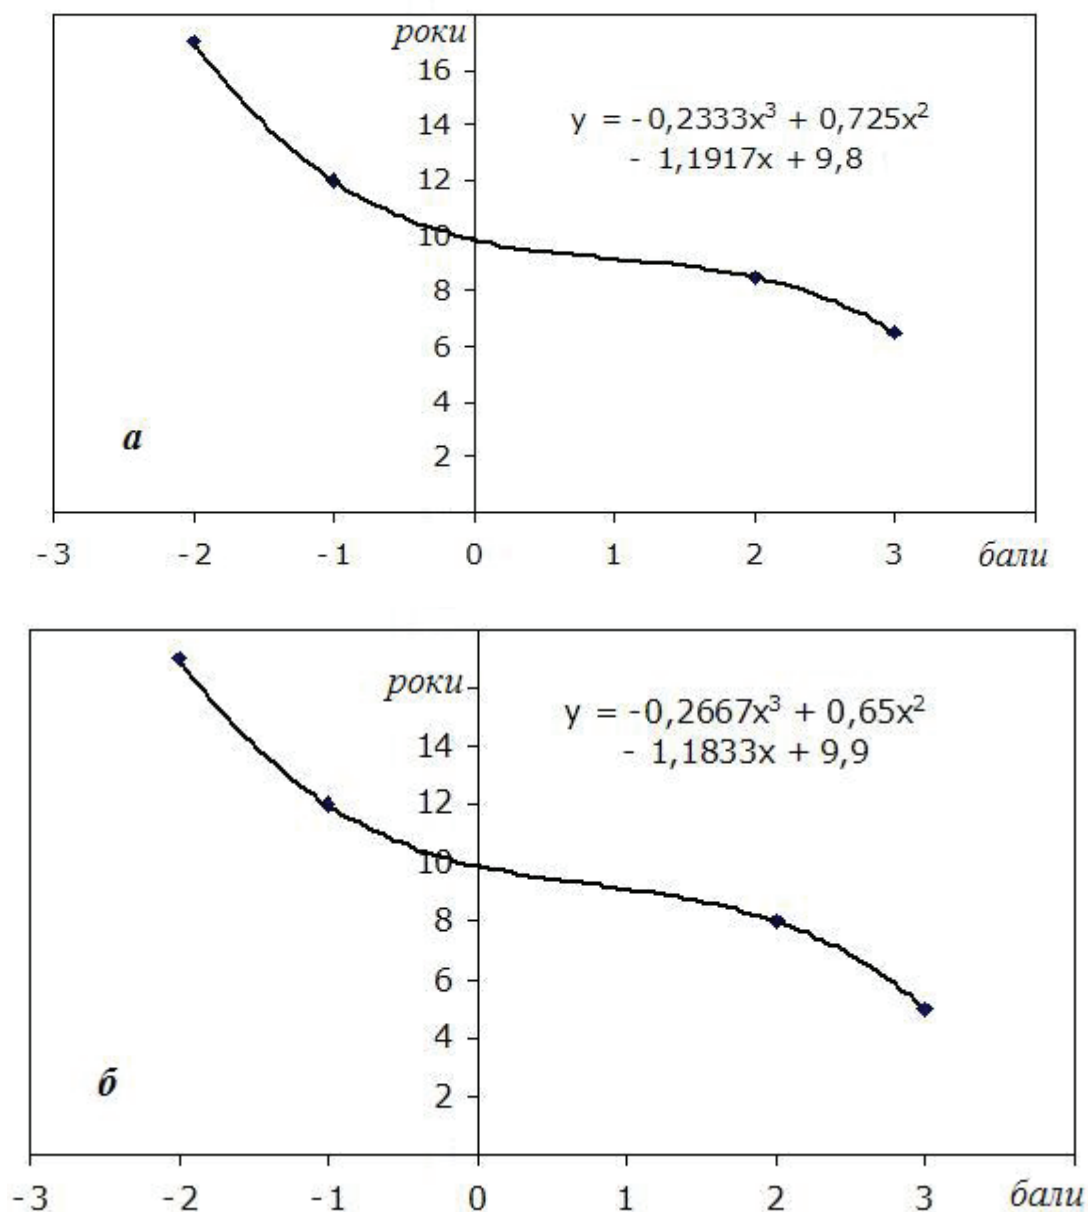 роки
16
y = -0,2333x³ + 0,725x²
- 1,1917x + 9,8
14
12
10
8
6
4
2
а
-3 -2 -1 0 1 2 3 бали
роки
y = -0,2667x³ + 0,65x²
- 1,1833x + 9,9
14
12
10
8
6
4
2
б
-3 -2 -1 0 1 2 3 бали